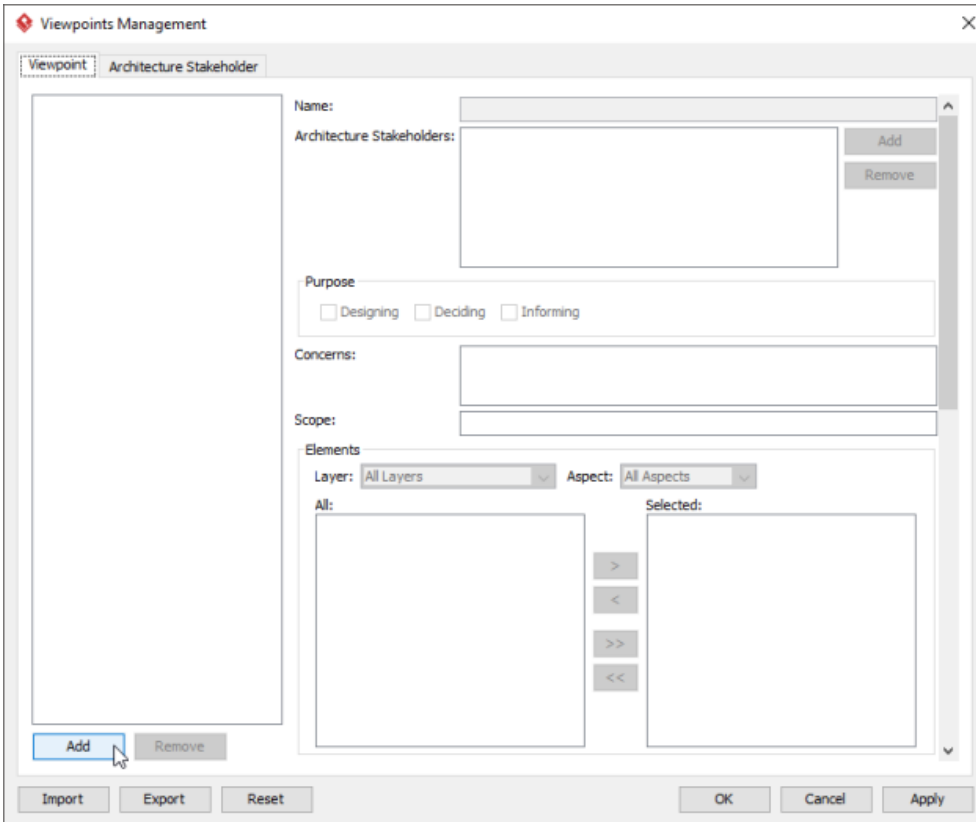 Viewpoints Management
Viewpoint Architecture Stakeholder
Name:
Architecture Stakeholders:
Add
Remove
Purpose
Designing Deciding Informing
Concerns:
Scope:
Elements
Layer: All Layers Aspect: All Aspects
All: Selected:
>
<
>>
<<
Add Remove
Import Export Reset OK Cancel Apply